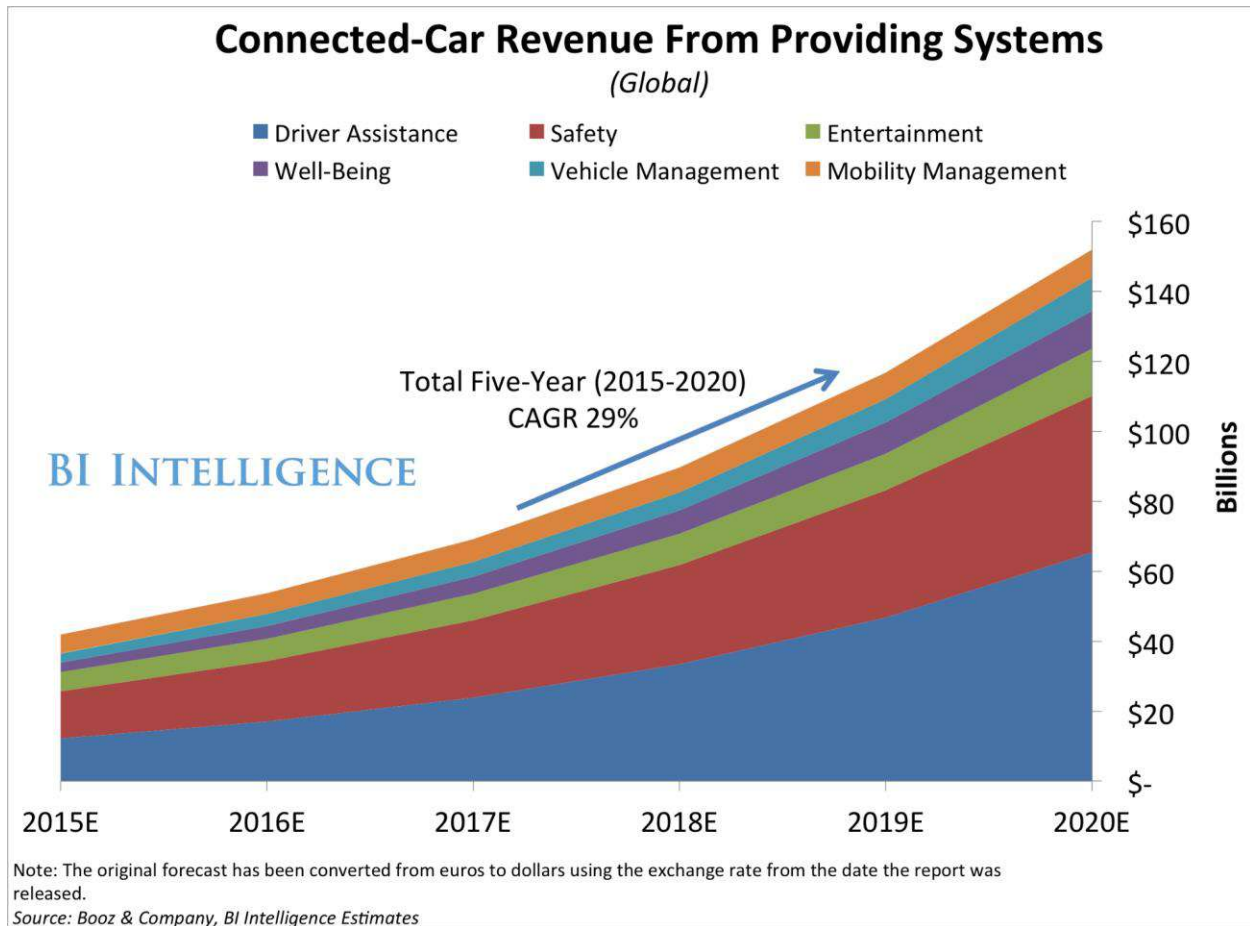 Connected-Car Revenue From Providing Systems
(Global)
Driver Assistance
Safety
Entertainment
Well-Being
Vehicle Management
Mobility Management
$160
$140
$120
$100
$80
$60
$40
$20
$-
Billions
Total Five-Year (2015-2020)
CAGR 29%
BI INTELLIGENCE
2015E
2016E
2017E
2018E
2019E
2020E
Note: The original forecast has been converted from euros to dollars using the exchange rate from the date the report was
released.
Source: Booz & Company, BI Intelligence Estimates